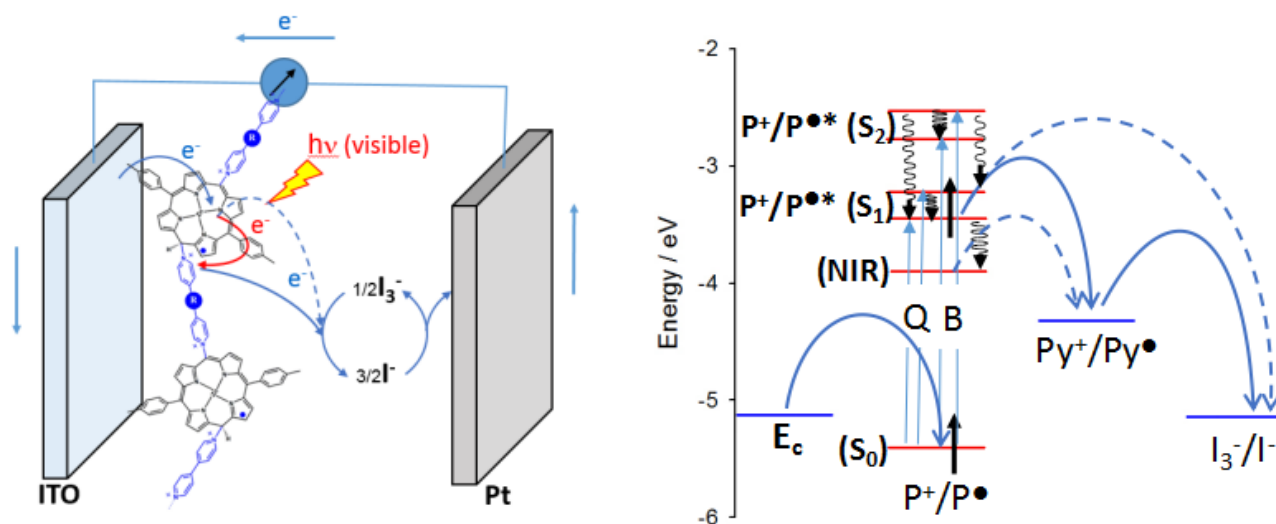 e⁻
R
e⁻
hν (visible)
e⁻
e⁻
R
1/2I₃⁻
3/2I⁻
ITO
Pt
Energy / eV
-2
-3
-4
-5
-6
P⁺/P●* (S₂)
P⁺/P●* (S₁)
(NIR)
Q B
Py⁺/Py●
E꜀
(S₀)
P⁺/P●
I₃⁻/I⁻